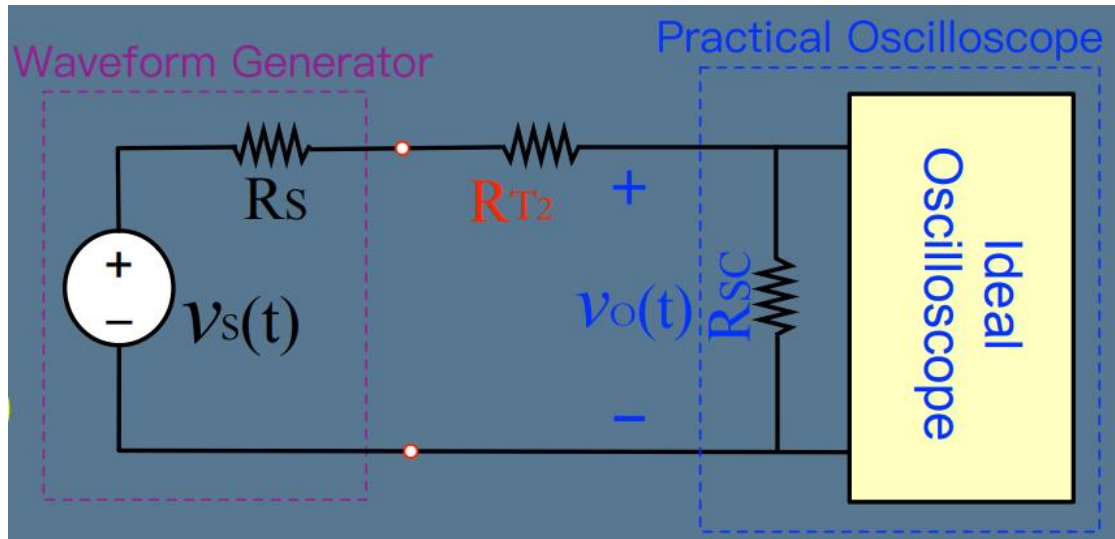 Practical Oscilloscope
Waveform Generator
RS
RT2
+
+
−
vS(t)
vO(t)
RSC
−
Ideal
Oscilloscope